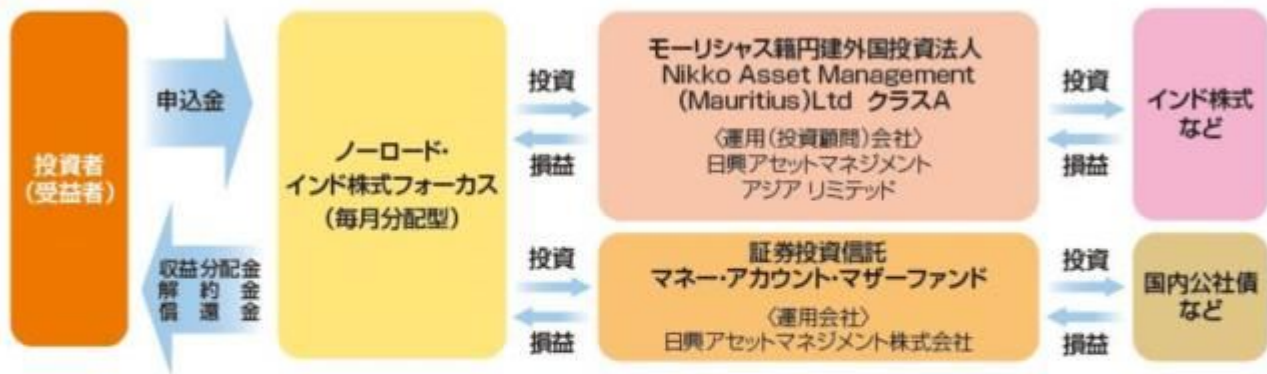 投資者
(受益者)
申込金
収益分配金
解約金
償還金
ノーロード・
インド株式フォーカス
(毎月分配型)
投資
損益
モーリシャス籍円建外国投資法人
Nikko Asset Management
(Mauritius)Ltd クラスA
〈運用(投資顧問)会社〉
日興アセットマネジメント
アジア リミテッド
投資
損益
インド株式
など
投資
損益
証券投資信託
マネー・アカウント・マザーファンド
〈運用会社〉
日興アセットマネジメント株式会社
投資
損益
国内公社債
など